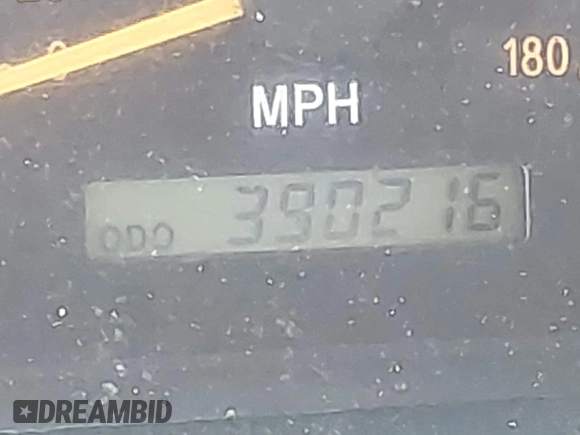 180
MPH
ODO 390216
DREAMBID